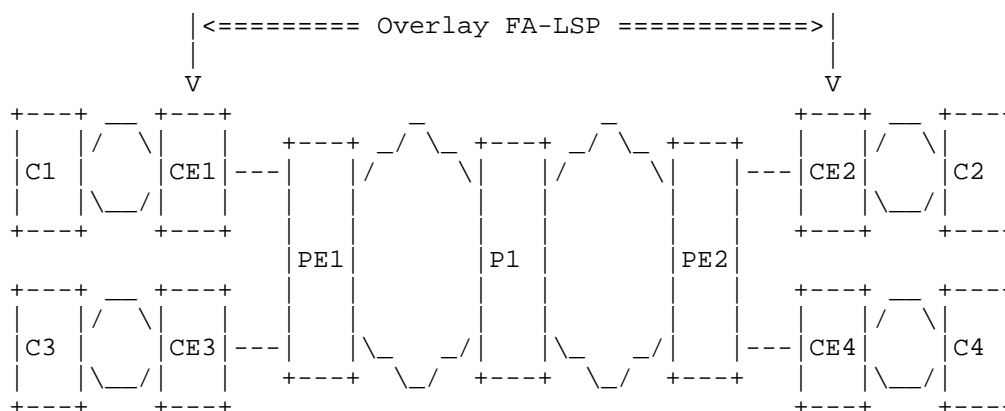 |<========= Overlay FA-LSP ============>|
V V
C1 CE1 CE2 C2
PE1 P1 PE2
C3 CE3 CE4 C4